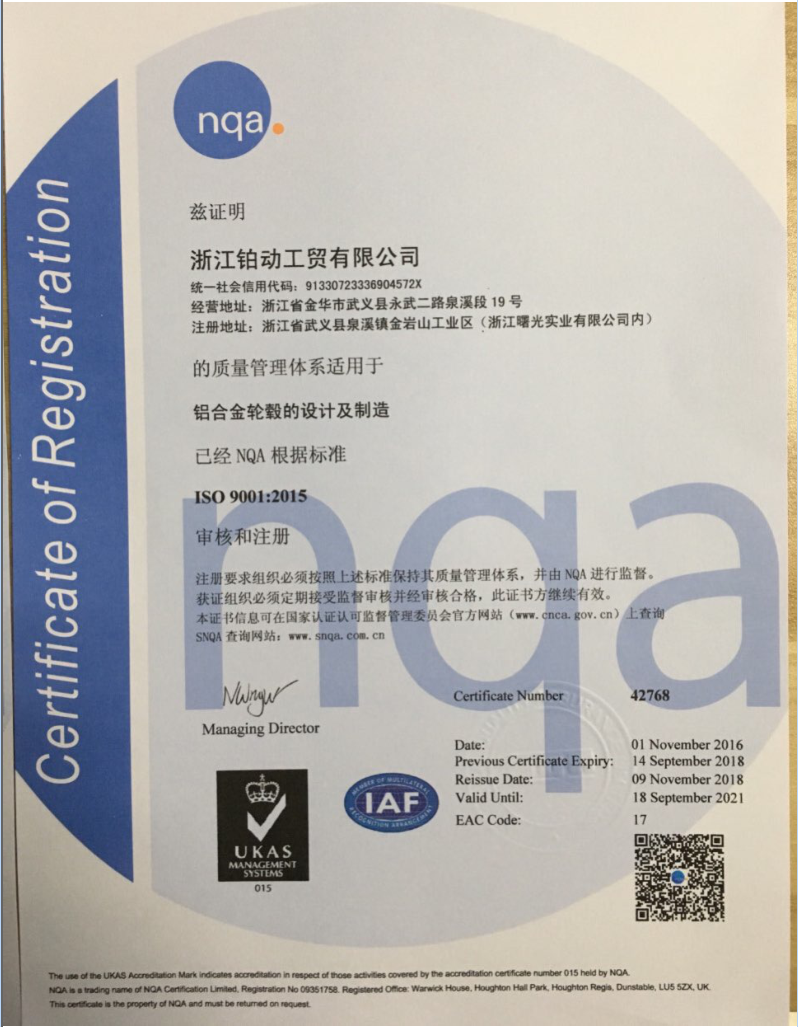 nqa.
Certificate of Registration
兹证明
浙江铂动工贸有限公司
统一社会信用代码：91330723336904572X
经营地址：浙江省金华市武义县永武二路泉溪段 19 号
注册地址：浙江省武义县泉溪镇金岩山工业区（浙江曙光实业有限公司内）
的质量管理体系适用于
铝合金轮毂的设计及制造
已经 NQA 根据标准
ISO 9001:2015
审核和注册
nqa
注册要求组织必须按照上述标准保持其质量管理体系，并由 NQA 进行监督。
获证组织必须定期接受监督审核并经审核合格，此证书方继续有效。
本证书信息可在国家认证认可监督管理委员会官方网站（www.cnca.gov.cn）上查询
SNQA 查询网站：www.snqa.com.cn
Managing Director
Certificate Number 42768
Date: 01 November 2016
Previous Certificate Expiry: 14 September 2018
Reissue Date: 09 November 2018
Valid Until: 18 September 2021
EAC Code: 17
UKAS
MANAGEMENT
SYSTEMS
015
MEMBER OF MULTILATERAL
IAF
RECOGNITION ARRANGEMENT
The use of the UKAS Accreditation Mark indicates accreditation in respect of those activities covered by the accreditation certificate number 015 held by NQA.
NQA is a trading name of NQA Certification Limited, Registration No 09351758. Registered Office: Warwick House, Houghton Hall Park, Houghton Regis, Dunstable, LU5 5ZX, UK.
This certificate is the property of NQA and must be returned on request.